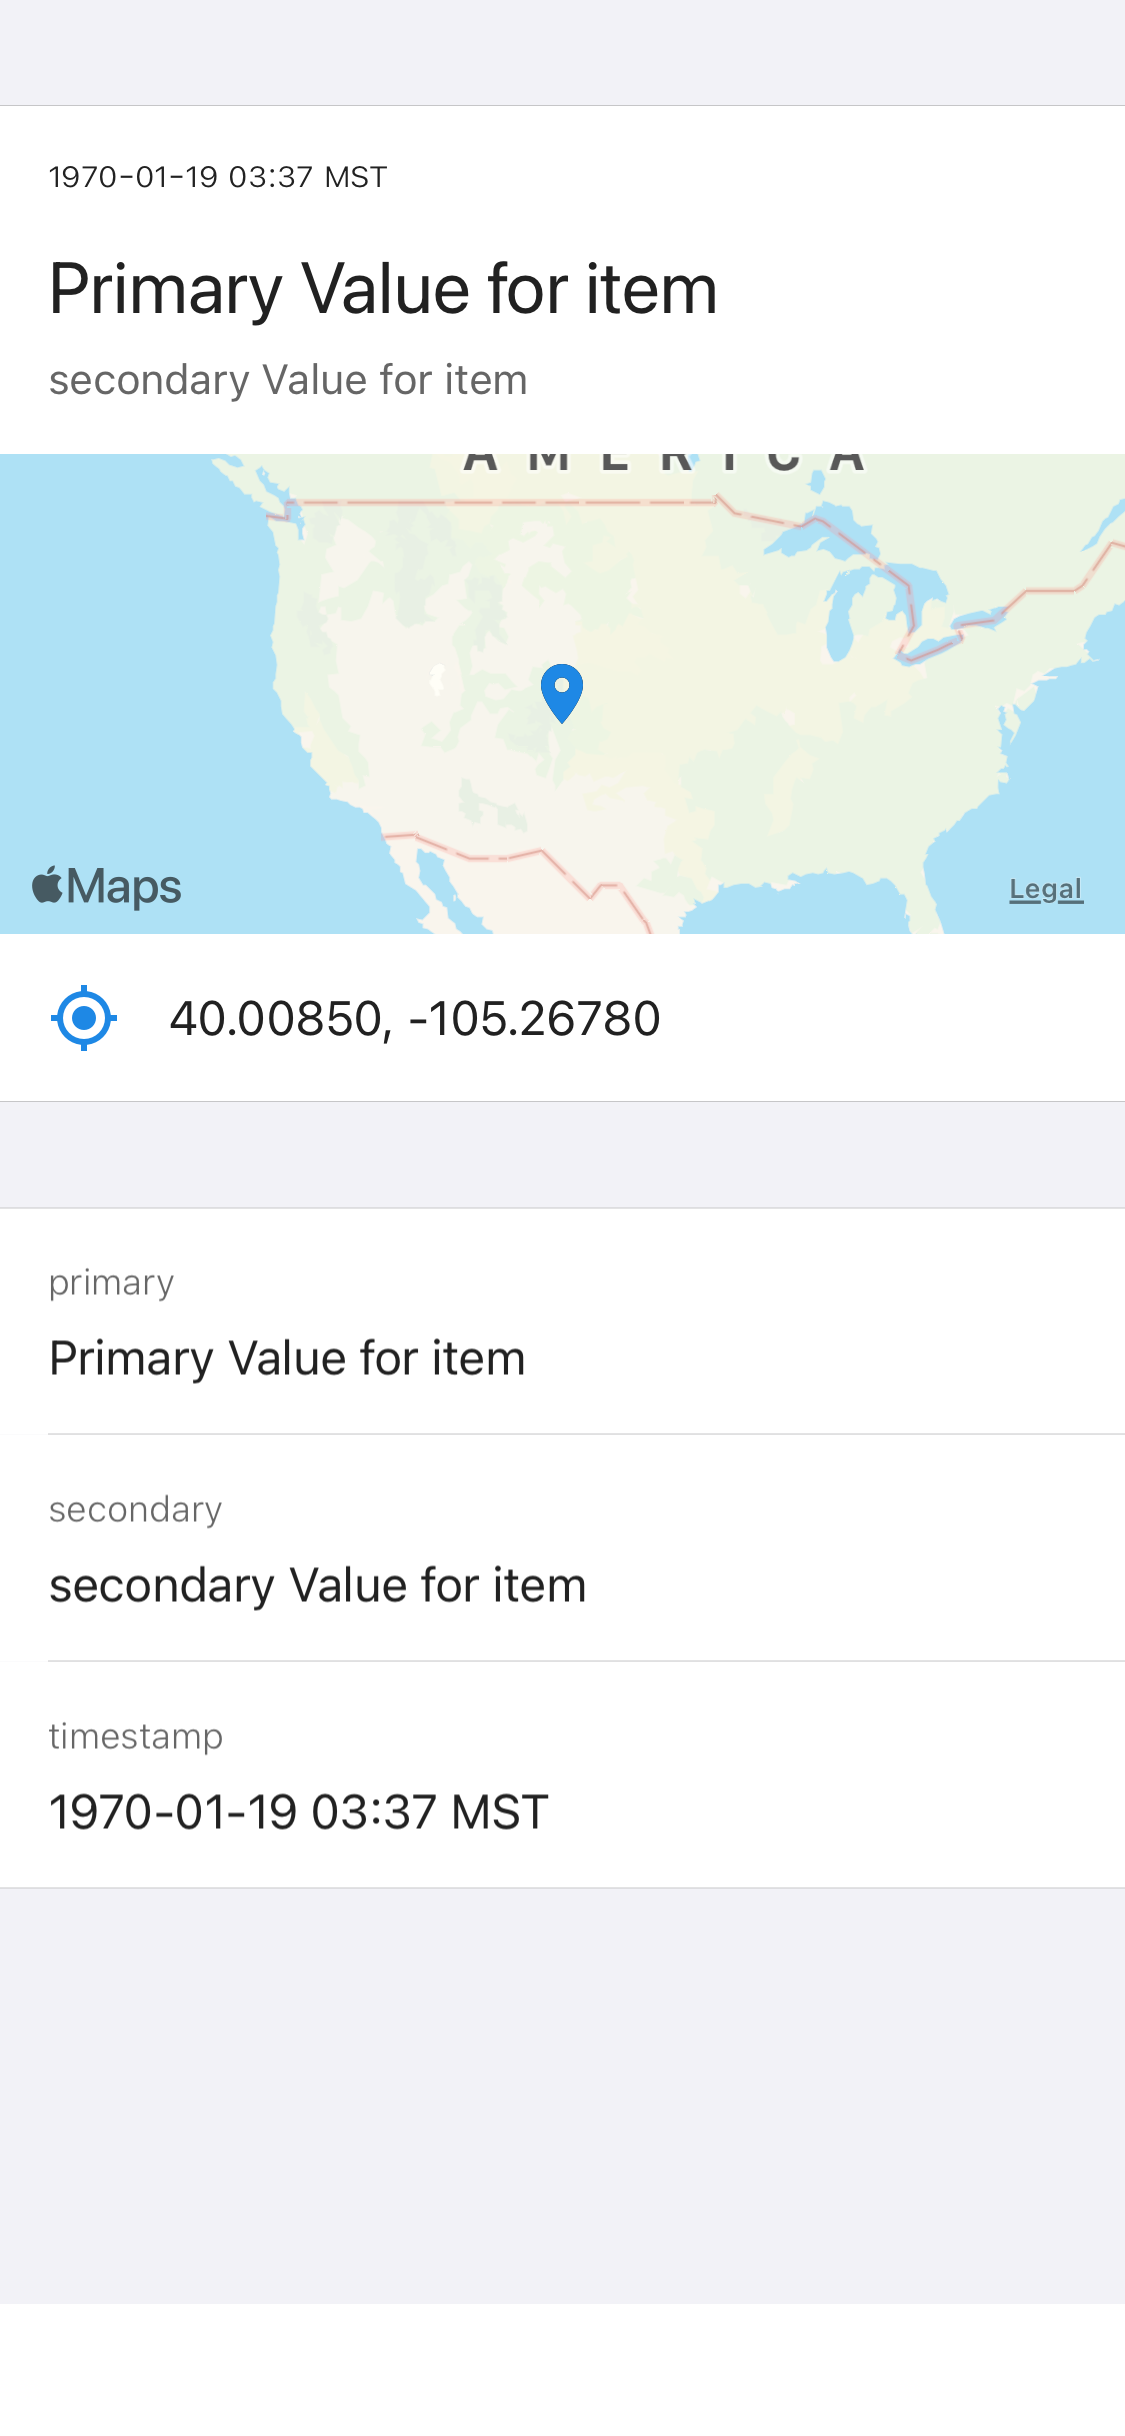 1970-01-19 03:37 MST
Primary Value for item
secondary Value for item
AMERICA
Maps
Legal
40.00850, -105.26780
primary
Primary Value for item
secondary
secondary Value for item
timestamp
1970-01-19 03:37 MST